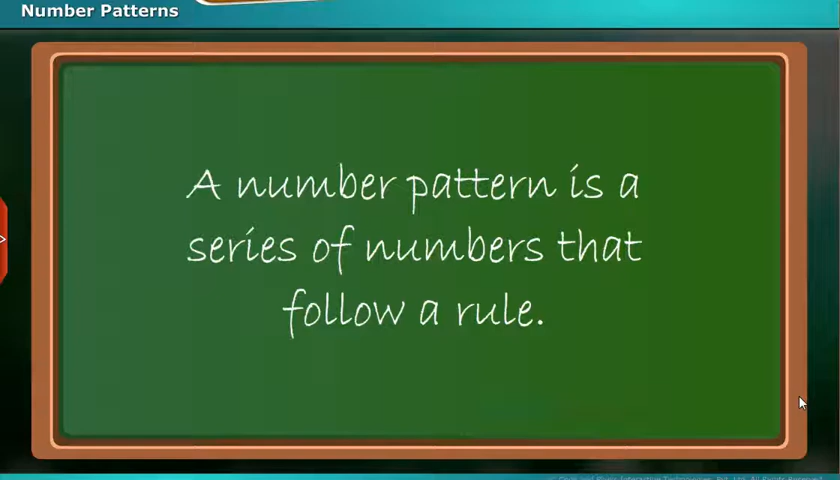 Number Patterns
A number pattern is a
series of numbers that
follow a rule.